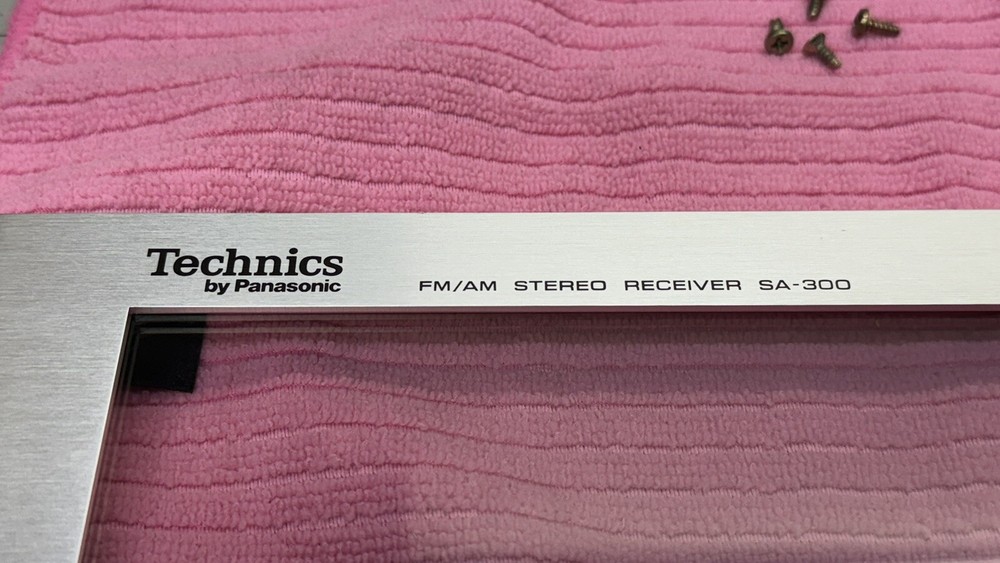 Technics
by Panasonic
FM/AM STEREO RECEIVER SA-300